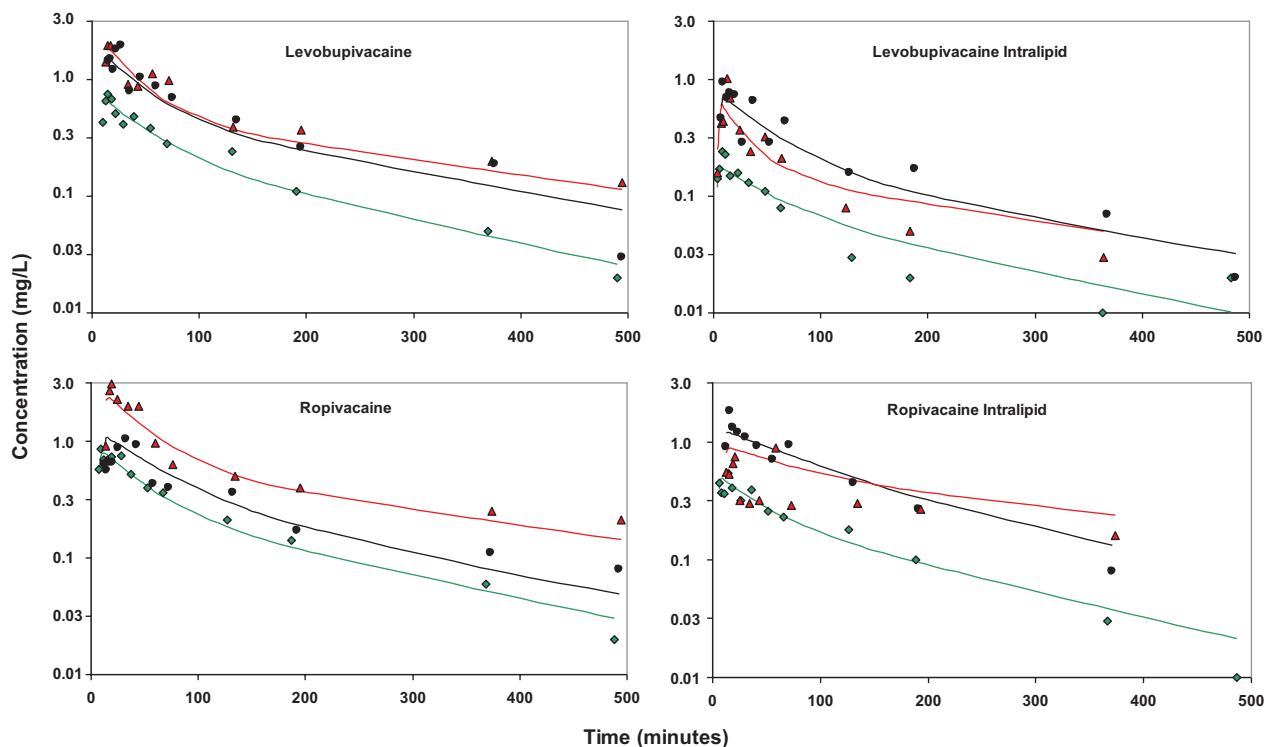 Concentration (mg/L)
Levobupivacaine
3.0
1.0
0.3
0.1
0.03
0.01
0 100 200 300 400 500
Levobupivacaine Intralipid
3.0
1.0
0.3
0.1
0.03
0.01
0 100 200 300 400 500
Ropivacaine
3.0
1.0
0.3
0.1
0.03
0.01
0 100 200 300 400 500
Ropivacaine Intralipid
3.0
1.0
0.3
0.1
0.03
0.01
0 100 200 300 400 500
Time (minutes)